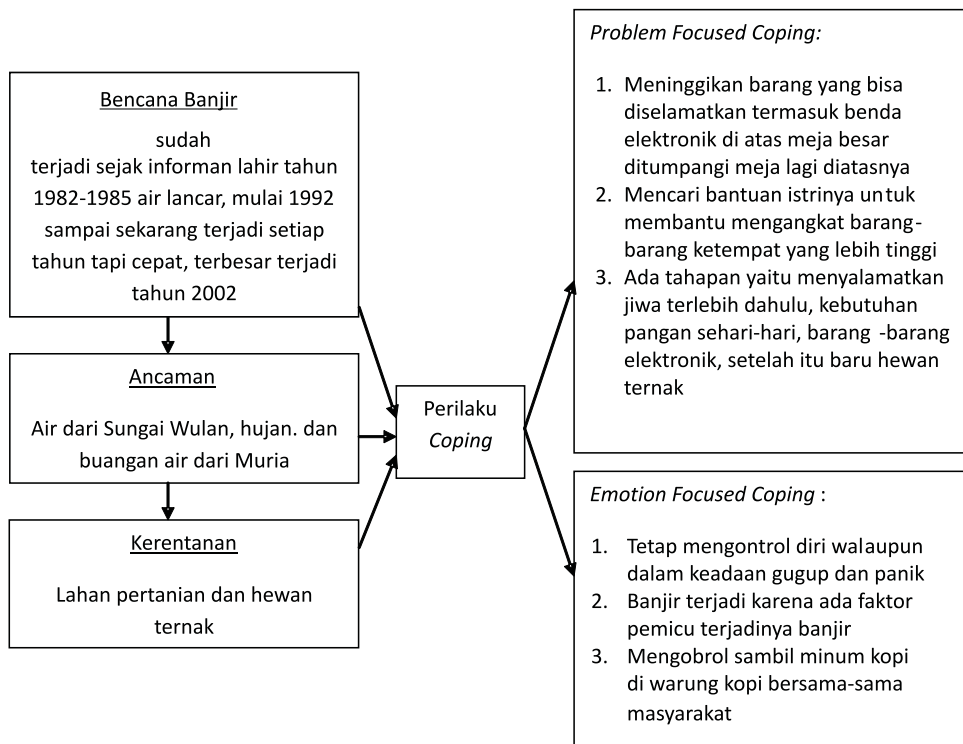 Bencana Banjir
sudah
terjadi sejak informan lahir tahun
1982-1985 air lancar, mulai 1992
sampai sekarang terjadi setiap
tahun tapi cepat, terbesar terjadi
tahun 2002
Ancaman
Air dari Sungai Wulan, hujan. dan
buangan air dari Muria
Kerentanan
Lahan pertanian dan hewan
ternak
Perilaku
Coping
Problem Focused Coping:
1. Meninggikan barang yang bisa
diselamatkan termasuk benda
elektronik di atas meja besar
ditumpangi meja lagi diatasnya
2. Mencari bantuan istrinya untuk
membantu mengangkat barang-
barang ketempat yang lebih tinggi
3. Ada tahapan yaitu menyalamatkan
jiwa terlebih dahulu, kebutuhan
pangan sehari-hari, barang -barang
elektronik, setelah itu baru hewan
ternak
Emotion Focused Coping :
1. Tetap mengontrol diri walaupun
dalam keadaan gugup dan panik
2. Banjir terjadi karena ada faktor
pemicu terjadinya banjir
3. Mengobrol sambil minum kopi
di warung kopi bersama-sama
masyarakat